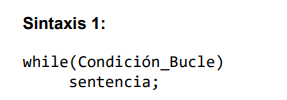 Sintaxis 1:
while(Condición_Bucle)
sentencia;